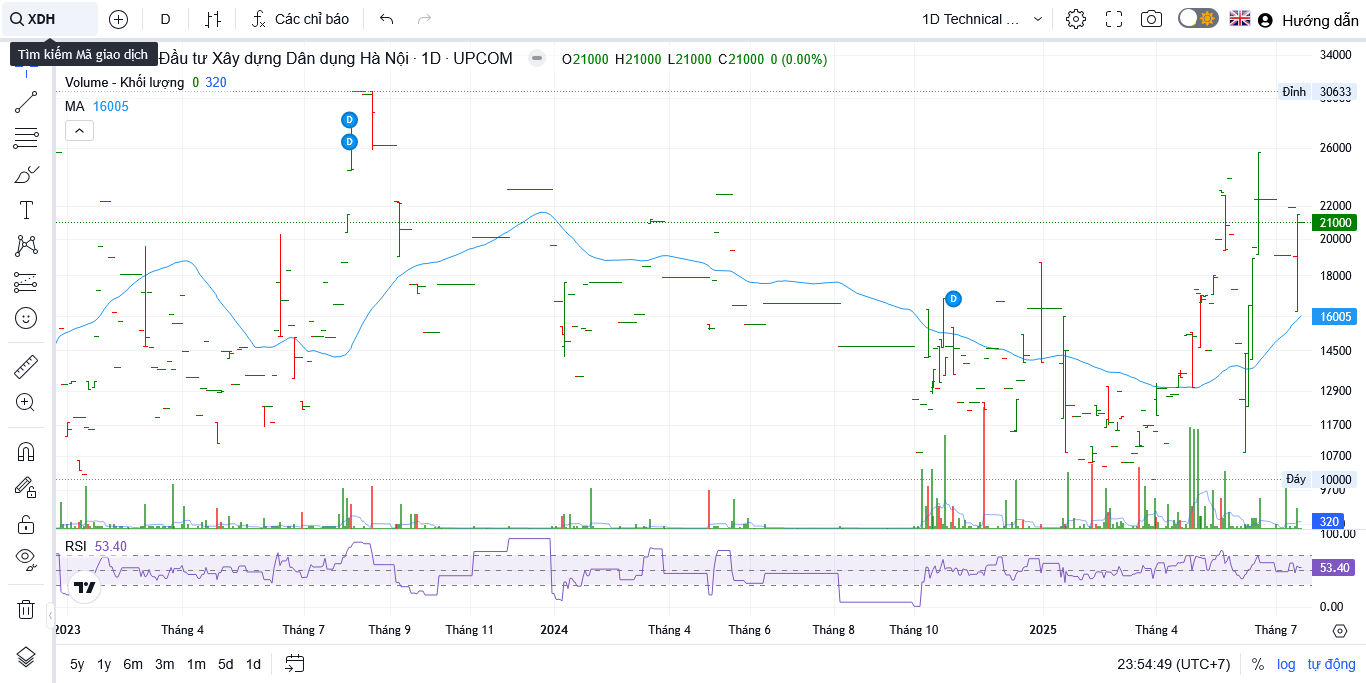 XDH
D
Các chỉ báo
1D Technical ...
Hướng dẫn
Tìm kiếm Mã giao dịch
Đầu tư Xây dựng Dân dụng Hà Nội · 1D · UPCOM
O21000 H21000 L21000 C21000 0 (0.00%)
Volume - Khối lượng 0 320
MA 16005
34000
Đỉnh 30633
26000
22000
21000
20000
18000
16005
14500
12900
11700
10700
Đáy 10000
9700
320
100.00
D
D
D
RSI 53.40
53.40
0.00
2023 Tháng 4 Tháng 7 Tháng 9 Tháng 11 2024 Tháng 4 Tháng 6 Tháng 8 Tháng 10 2025 Tháng 4 Tháng 7
5y 1y 6m 3m 1m 5d 1d
23:54:49 (UTC+7) % log tự động